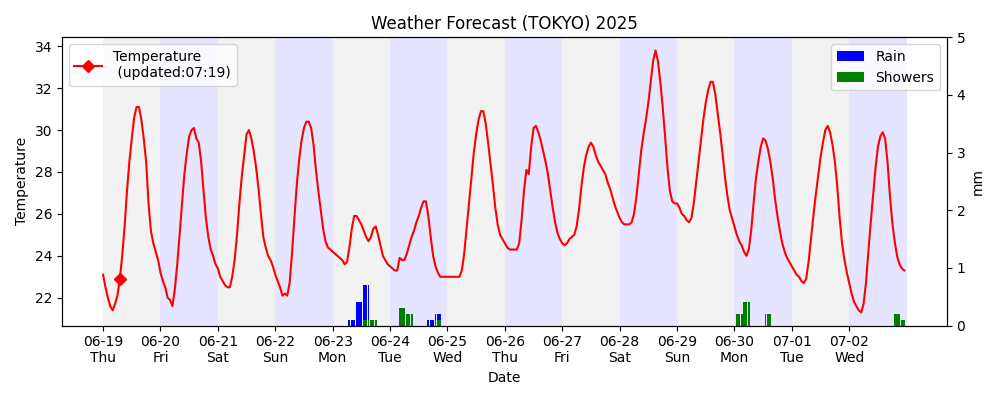 Weather Forecast (TOKYO) 2025
Temperature
(updated:07:19)
Rain
Showers
34
32
30
28
26
24
22
Temperature
5
4
3
2
1
0
mm
06-19 06-20 06-21 06-22 06-23 06-24 06-25 06-26 06-27 06-28 06-29 06-30 07-01 07-02
Thu Fri Sat Sun Mon Tue Wed Thu Fri Sat Sun Mon Tue Wed
Date